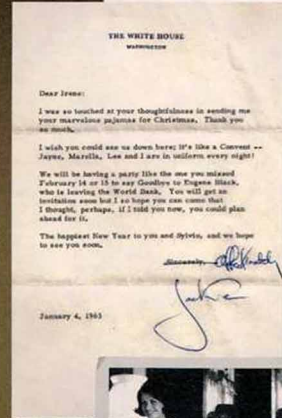 THE WHITE HOUSE
WASHINGTON
Dear Irene:
I was so touched at your thoughtfulness in sending me
your marvelous pajamas for Christmas. Thank you
so much.
I wish you could see us down here; it's like a Convent --
Jayne, Marella, Lee and I are in uniform every night!
We will be having a party like the one you missed
February 14 or 15 to say Goodbye to Eugene Black,
who is leaving the World Bank. You will get an
invitation soon but I so hope you can come that
I thought, perhaps, if I told you now, you could plan
ahead for it.
The happiest New Year to you and Sylvio, and we hope
to see you soon.
Sincerely,
Jackie
January 4, 1963